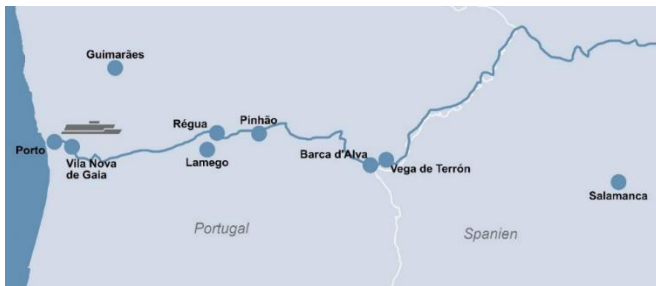 Guimarães
Régua
Pinhão
Porto
Vila Nova
de Gaia
Lamego
Barca d'Alva
Vega de Terrón
Salamanca
Portugal
Spanien